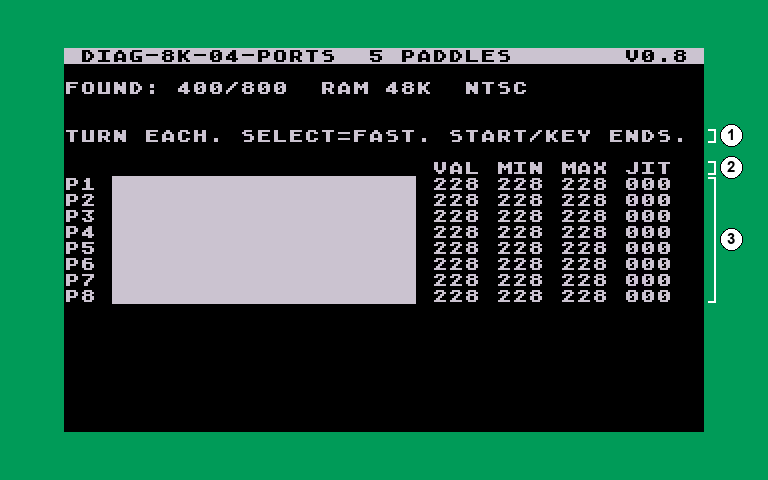 DIAG-8K-04-PORTS 5 PADDLES V0.8
FOUND: 400/800 RAM 48K NTSC
TURN EACH. SELECT=FAST. START/KEY ENDS. 1
VAL MIN MAX JIT 2
P1 228 228 228 000
P2 228 228 228 000
P3 228 228 228 000
P4 228 228 228 000
P5 228 228 228 000 3
P6 228 228 228 000
P7 228 228 228 000
P8 228 228 228 000